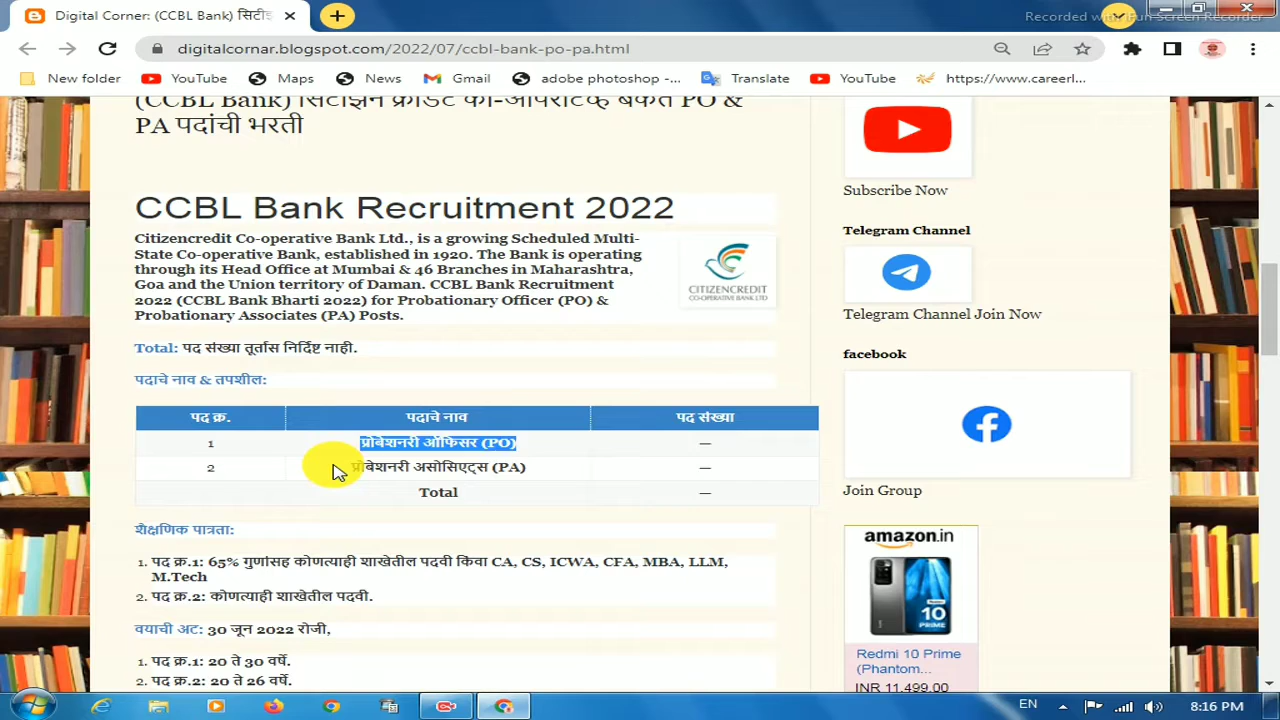 Digital Corner: (CCBL Bank) सिटीझ
Recorded with iFun Screen Recorder
digitalcornar.blogspot.com/2022/07/ccbl-bank-po-pa.html
New folder YouTube Maps News Gmail adobe photoshop -... Translate YouTube https://www.careerl...
(CCBL Bank) सिटीझन क्रेडिट को-ऑपरेटिव्ह बँकेत PO &
PA पदांची भरती
CCBL Bank Recruitment 2022
Citizencredit Co-operative Bank Ltd., is a growing Scheduled Multi-
State Co-operative Bank, established in 1920. The Bank is operating
through its Head Office at Mumbai & 46 Branches in Maharashtra,
Goa and the Union territory of Daman. CCBL Bank Recruitment
2022 (CCBL Bank Bharti 2022) for Probationary Officer (PO) &
Probationary Associates (PA) Posts.
CITIZENCREDIT
CO-OPERATIVE BANK LTD
Total: पद संख्या तूर्तास निर्दिष्ट नाही.
पदाचे नाव & तपशील:
पद क्र. पदाचे नाव पद संख्या
1 प्रोबेशनरी ऑफिसर (PO) —
2 प्रोबेशनरी असोसिएट्स (PA) —
Total —
शैक्षणिक पात्रता:
1. पद क्र.1: 65% गुणांसह कोणत्याही शाखेतील पदवी किंवा CA, CS, ICWA, CFA, MBA, LLM,
M.Tech
2. पद क्र.2: कोणत्याही शाखेतील पदवी.
वयाची अट: 30 जून 2022 रोजी,
1. पद क्र.1: 20 ते 30 वर्षे.
2. पद क्र.2: 20 ते 26 वर्षे.
Subscribe Now
Telegram Channel
Telegram Channel Join Now
facebook
Join Group
amazon.in
REDMI
10
PRIME
Redmi 10 Prime
(Phantom...
INR 11,499.00
EN
8:16 PM